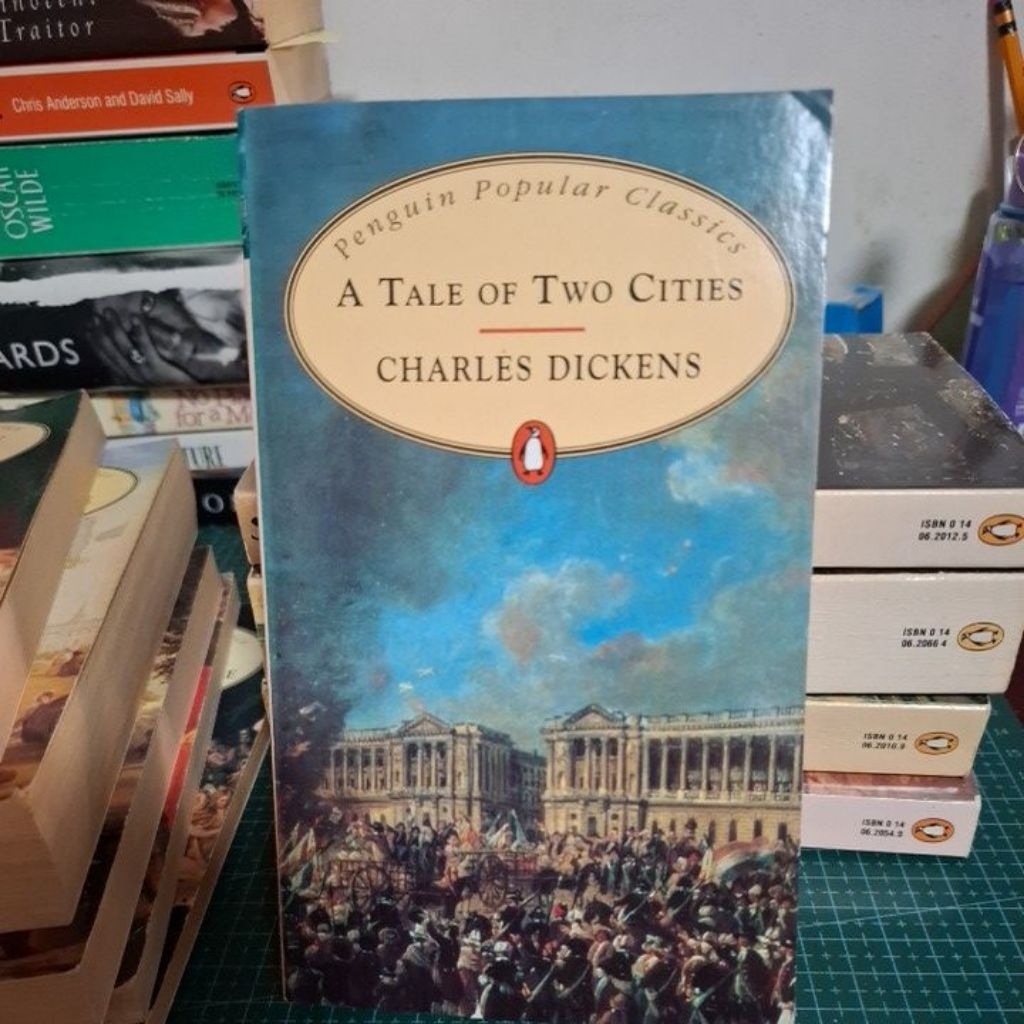 Traitor
Chris Anderson and David Sally
OSCAR
WILDE
ARDS
for a M
TURE
Penguin Popular Classics
A TALE OF TWO CITIES
CHARLES DICKENS
ISBN 0 14
06.2012.5
ISBN 0 14
06.2066 4
ISBN 0 14
06.2010.9
ISBN 0 14
06.2054.0